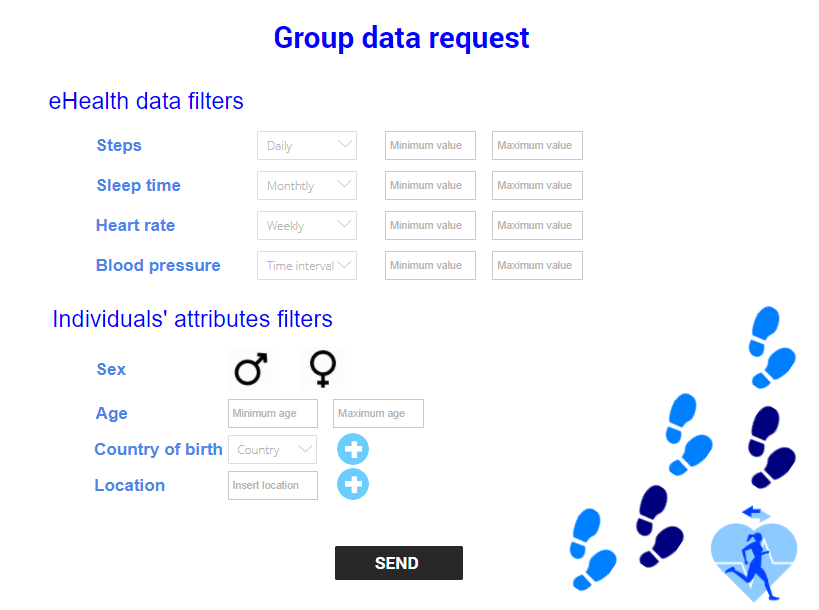 Group data request
eHealth data filters
Steps Daily Minimum value Maximum value
Sleep time Monthtly Minimum value Maximum value
Heart rate Weekly Minimum value Maximum value
Blood pressure Time interval Minimum value Maximum value
Individuals' attributes filters
Sex
Age Minimum age Maximum age
Country of birth Country
Location Insert location
SEND